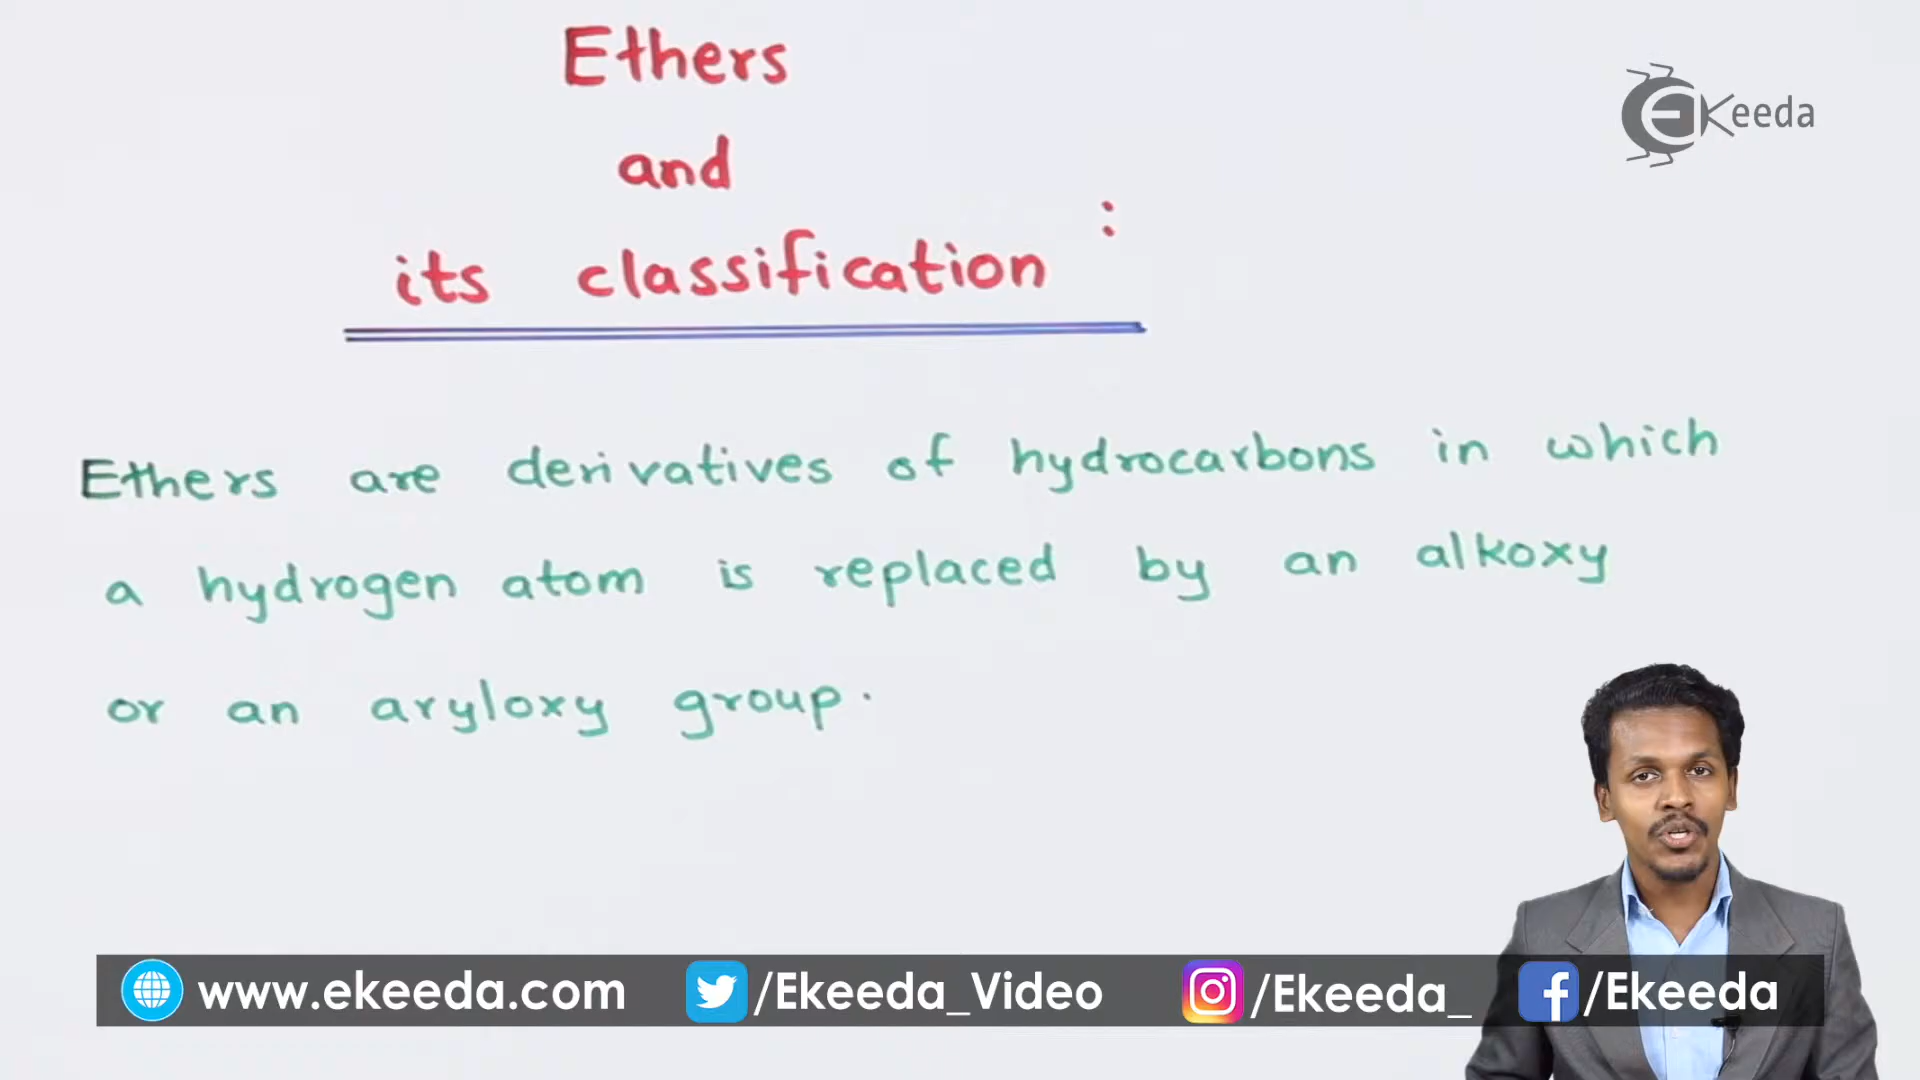 Ethers
and
its classification :
EKeeda
Ethers are derivatives of hydrocarbons in which
a hydrogen atom is replaced by an alkoxy
or an aryloxy group.
www.ekeeda.com /Ekeeda_Video /Ekeeda_ /Ekeeda